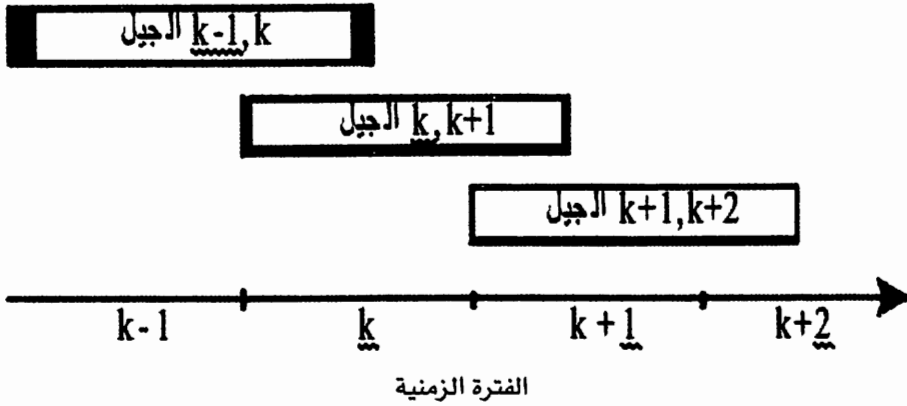 الجيل k-1,k
الجيل k,k+1
الجيل k+1,k+2
k-1 k k+1 k+2
الفترة الزمنية